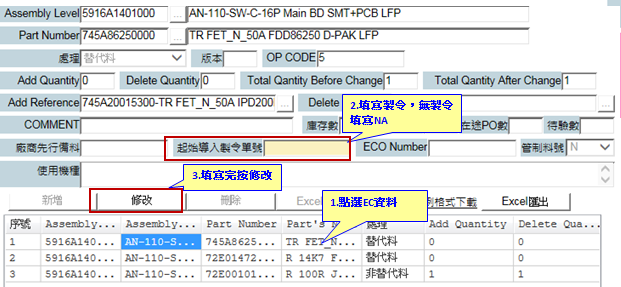 Assembly Level 5916A1401000 ... AN-110-SW-C-16P Main BD SMT+PCB LFP
Part Number 745A86250000 ... TR FET_N_50A FDD86250 D-PAK LFP
處理 替代料 版本 OP CODE 5
Add Quantity 0 Delete Quantity 0 Total Qantity Before Change 1 Total Qantity After Change 1
Add Reference 745A20015300-TR FET_N_50A IPD200 ... Delete ...
2.填寫製令，無製令
填寫NA
COMMENT 庫存數 在途PO數 待驗數
廠商先行備料 起始導入製令單號 ECO Number 管制料號 N
使用機種
3.填寫完按修改
1.點選EC資料
新增 修改 刪除 Exce 例格式下載 Excel匯出
序號 Assembly... Assembly... Part Number Part's N 處理 Add Quantity Delete Qua...
1 5916A140... AN-110-S... 745A8625... TR FET_N... 替代料 0 0
2 5916A140... AN-110-S... 72E01472... R 14K7 F... 替代料 0 0
3 5916A140... AN-110-S... 72E00101... R 100R J... 非替代料 1 1